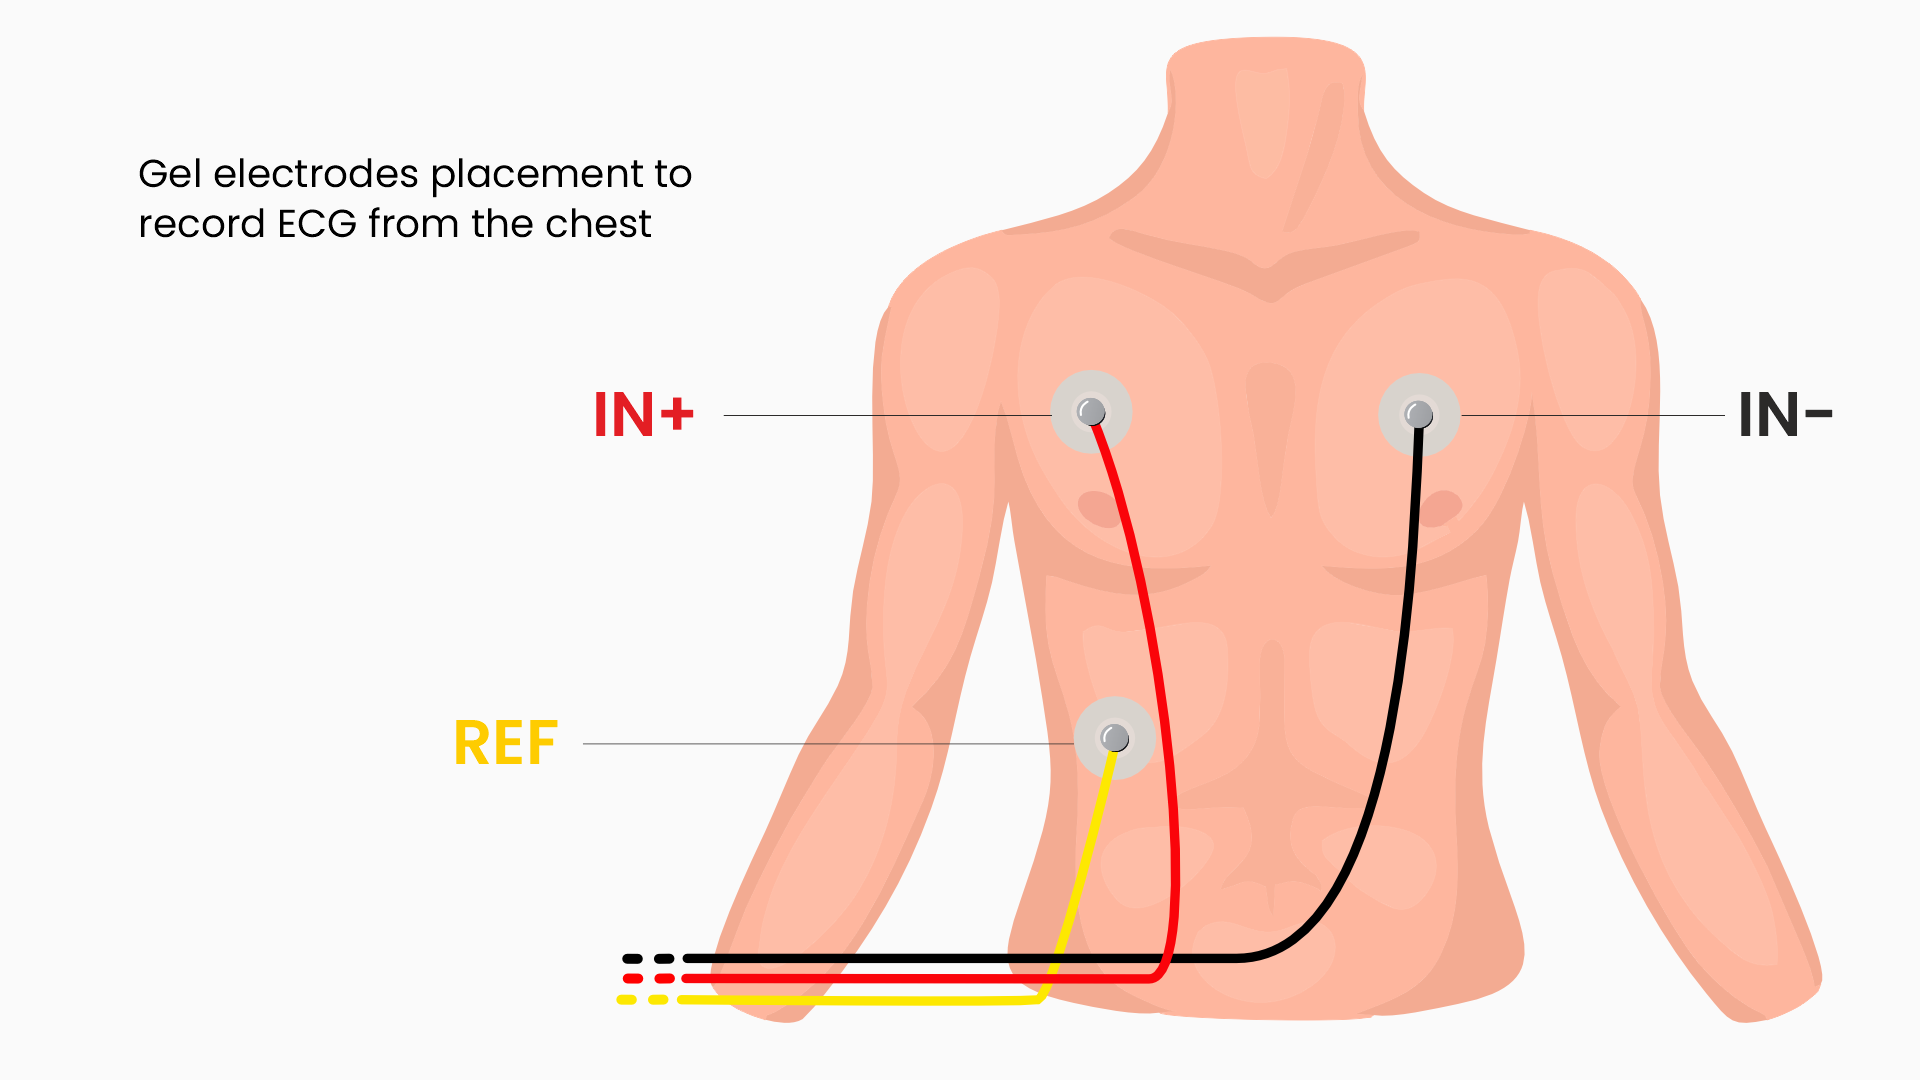 Gel electrodes placement to
record ECG from the chest
IN+
IN-
REF